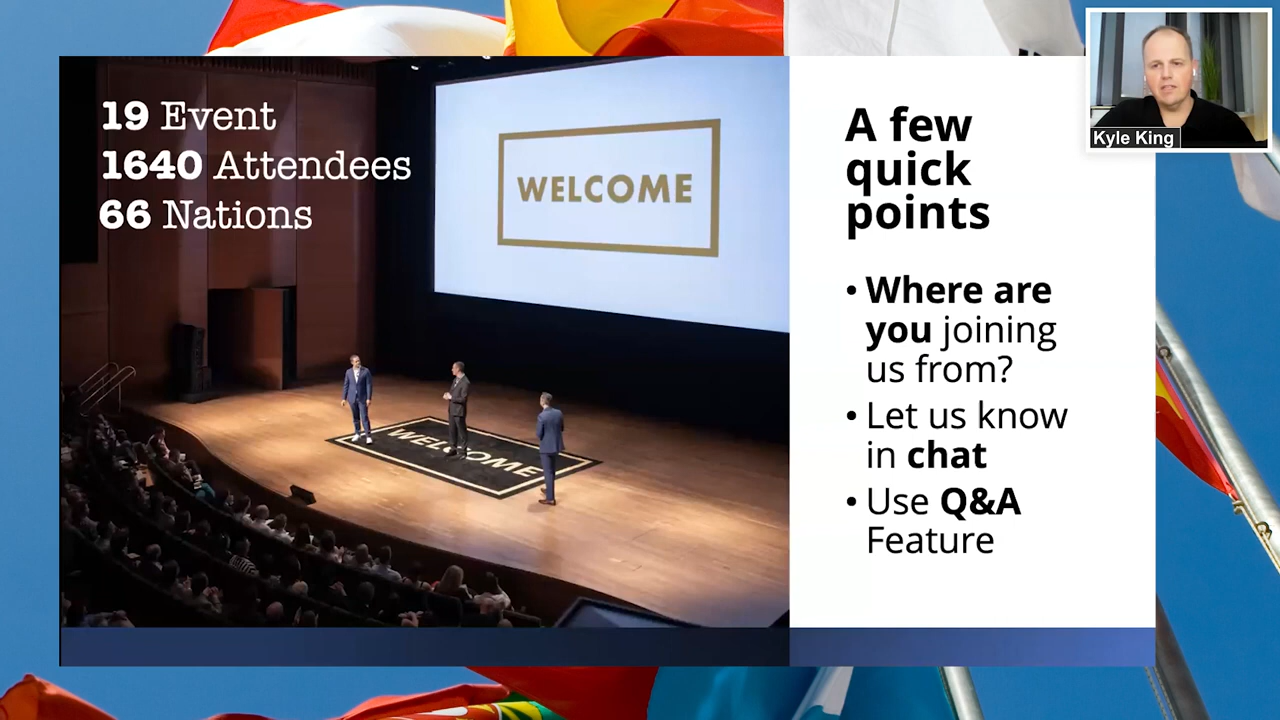 19 Event
1640 Attendees
66 Nations
WELCOME
WELCOME
A few
quick
points
• Where are
you joining
us from?
• Let us know
in chat
• Use Q&A
Feature
Kyle King